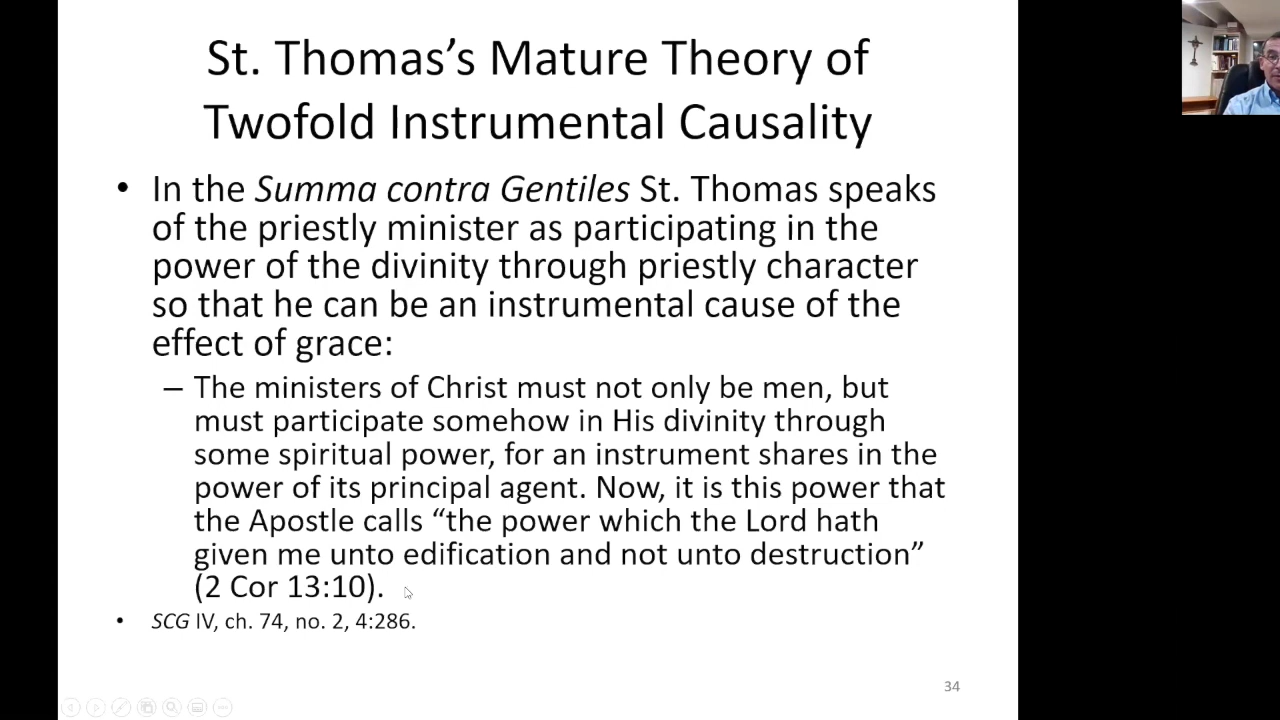 St. Thomas’s Mature Theory of
Twofold Instrumental Causality
• In the Summa contra Gentiles St. Thomas speaks
of the priestly minister as participating in the
power of the divinity through priestly character
so that he can be an instrumental cause of the
effect of grace:
– The ministers of Christ must not only be men, but
must participate somehow in His divinity through
some spiritual power, for an instrument shares in the
power of its principal agent. Now, it is this power that
the Apostle calls “the power which the Lord hath
given me unto edification and not unto destruction”
(2 Cor 13:10).
• SCG IV, ch. 74, no. 2, 4:286.
34